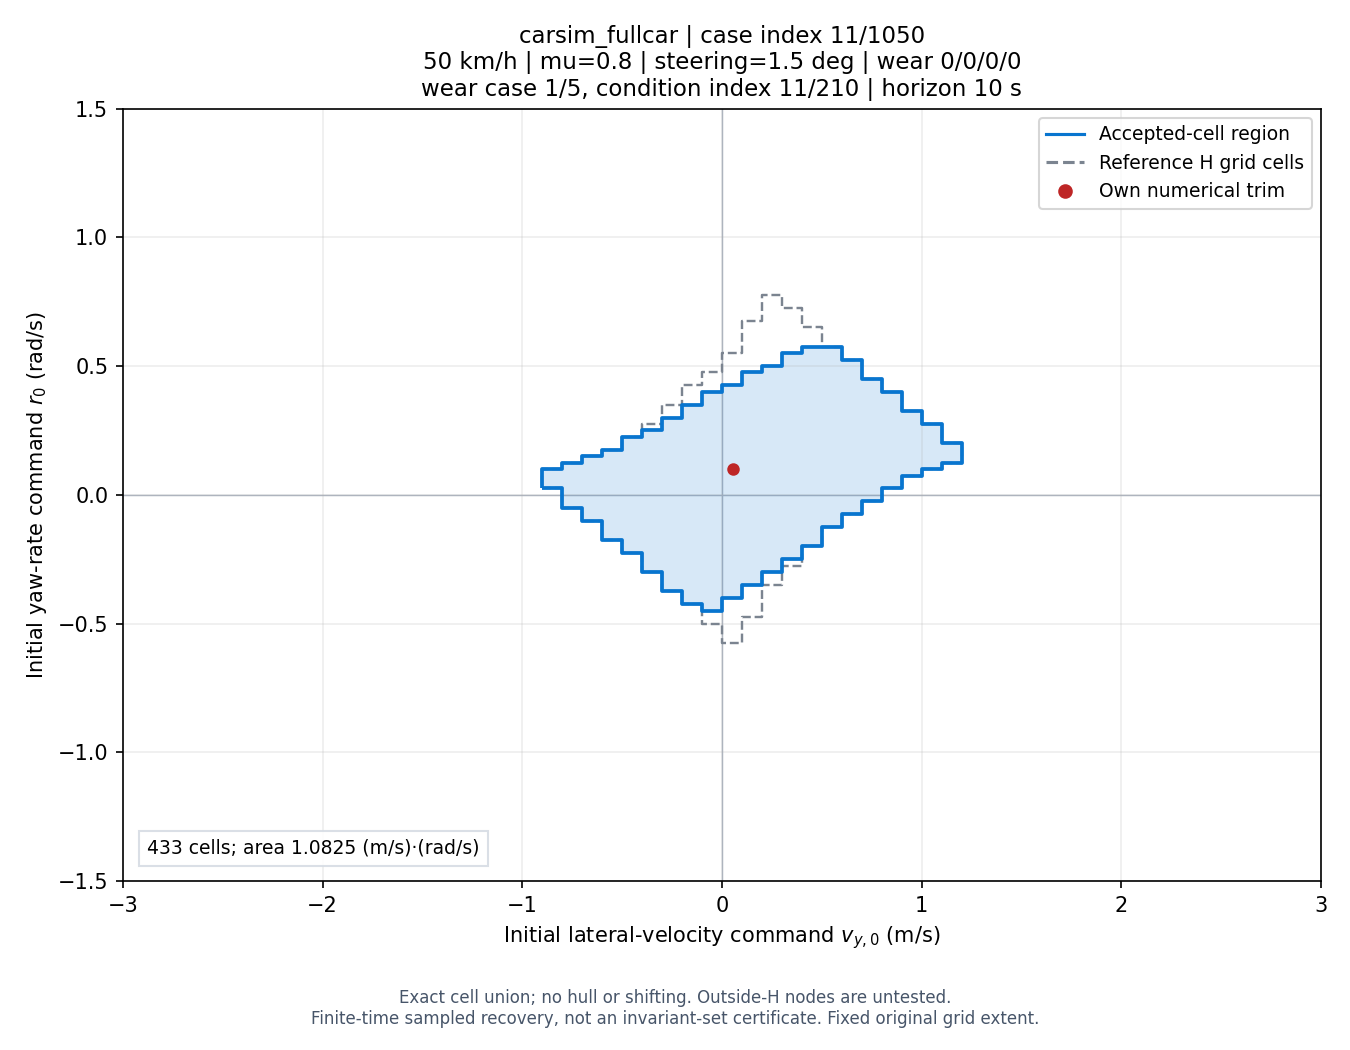 carsim_fullcar | case index 11/1050
50 km/h | mu=0.8 | steering=1.5 deg | wear 0/0/0/0
wear case 1/5, condition index 11/210 | horizon 10 s
Accepted-cell region
Reference H grid cells
Own numerical trim
1.5
1.0
0.5
0.0
−0.5
−1.0
−1.5
Initial yaw-rate command r0 (rad/s)
433 cells; area 1.0825 (m/s)·(rad/s)
−3
−2
−1
0
1
2
3
Initial lateral-velocity command vy,0 (m/s)
Exact cell union; no hull or shifting. Outside-H nodes are untested.
Finite-time sampled recovery, not an invariant-set certificate. Fixed original grid extent.